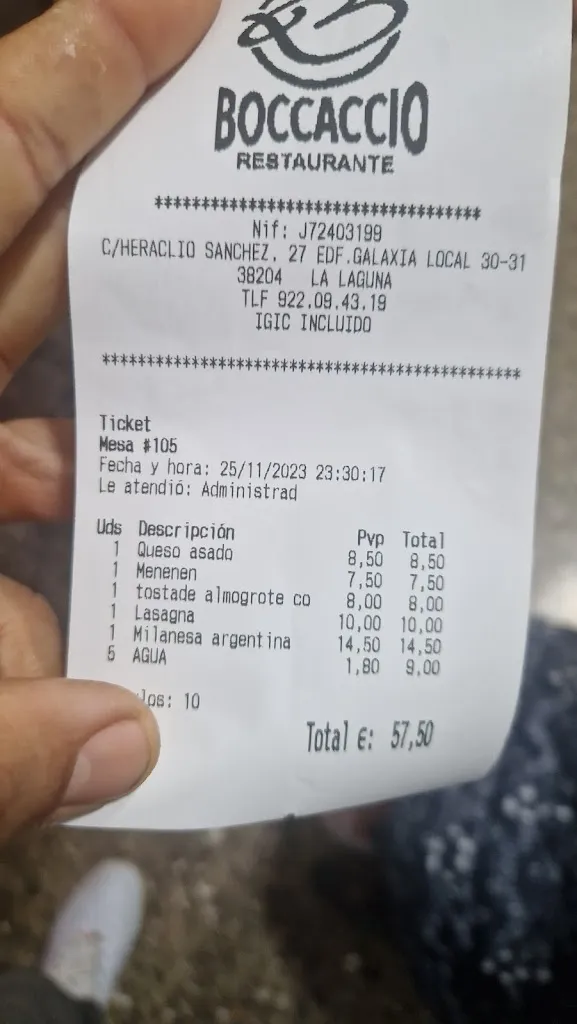 BOCCACCIO
RESTAURANTE
***********************************
Nif: J72403199
C/HERACLIO SANCHEZ, 27 EDF.GALAXIA LOCAL 30-31
38204 LA LAGUNA
TLF 922.09.43.19
IGIC INCLUIDO
*********************************************
Ticket
Mesa #105
Fecha y hora: 25/11/2023 23:30:17
Le atendió: Administrad
Uds Descripción Pvp Total
1 Queso asado 8,50 8,50
1 Menenen 7,50 7,50
1 tostade almogrote co 8,00 8,00
1 Lasagna 10,00 10,00
1 Milanesa argentina 14,50 14,50
5 AGUA 1,80 9,00
los: 10
Total €: 57,50